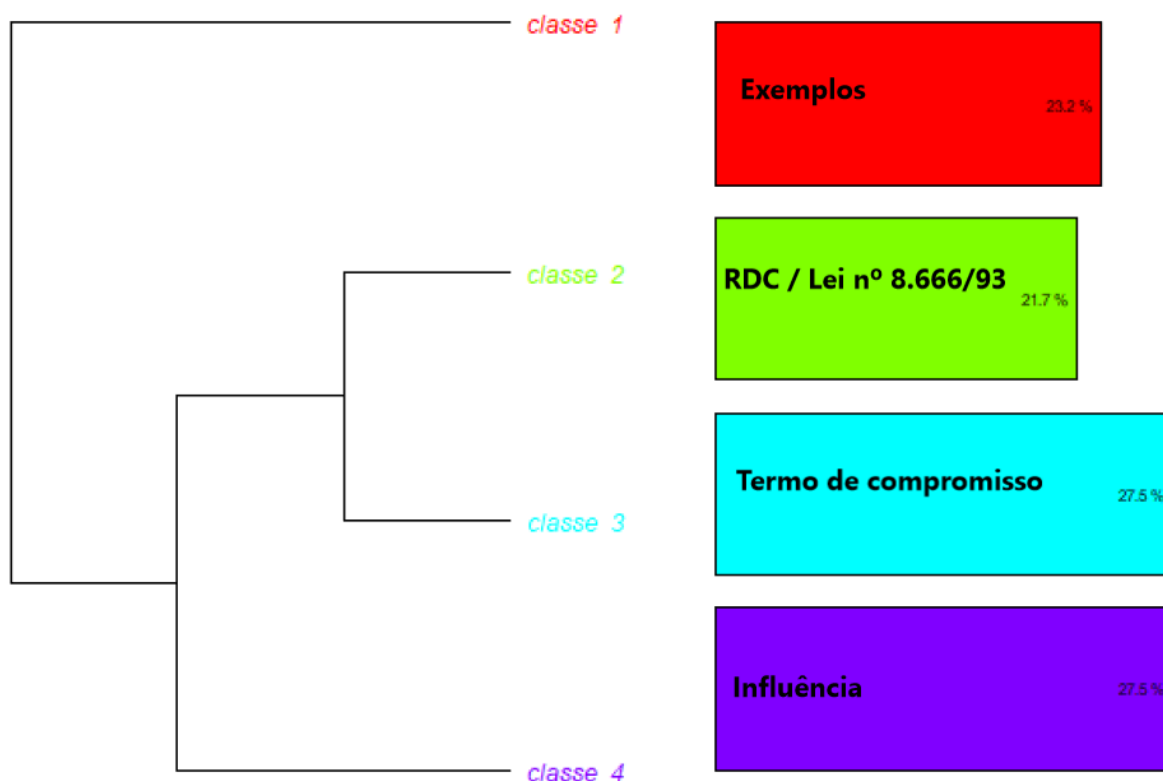 classe 1
Exemplos
23.2 %
classe 2
RDC / Lei nº 8.666/93
21.7 %
classe 3
Termo de compromisso
27.5 %
classe 4
Influência
27.5 %